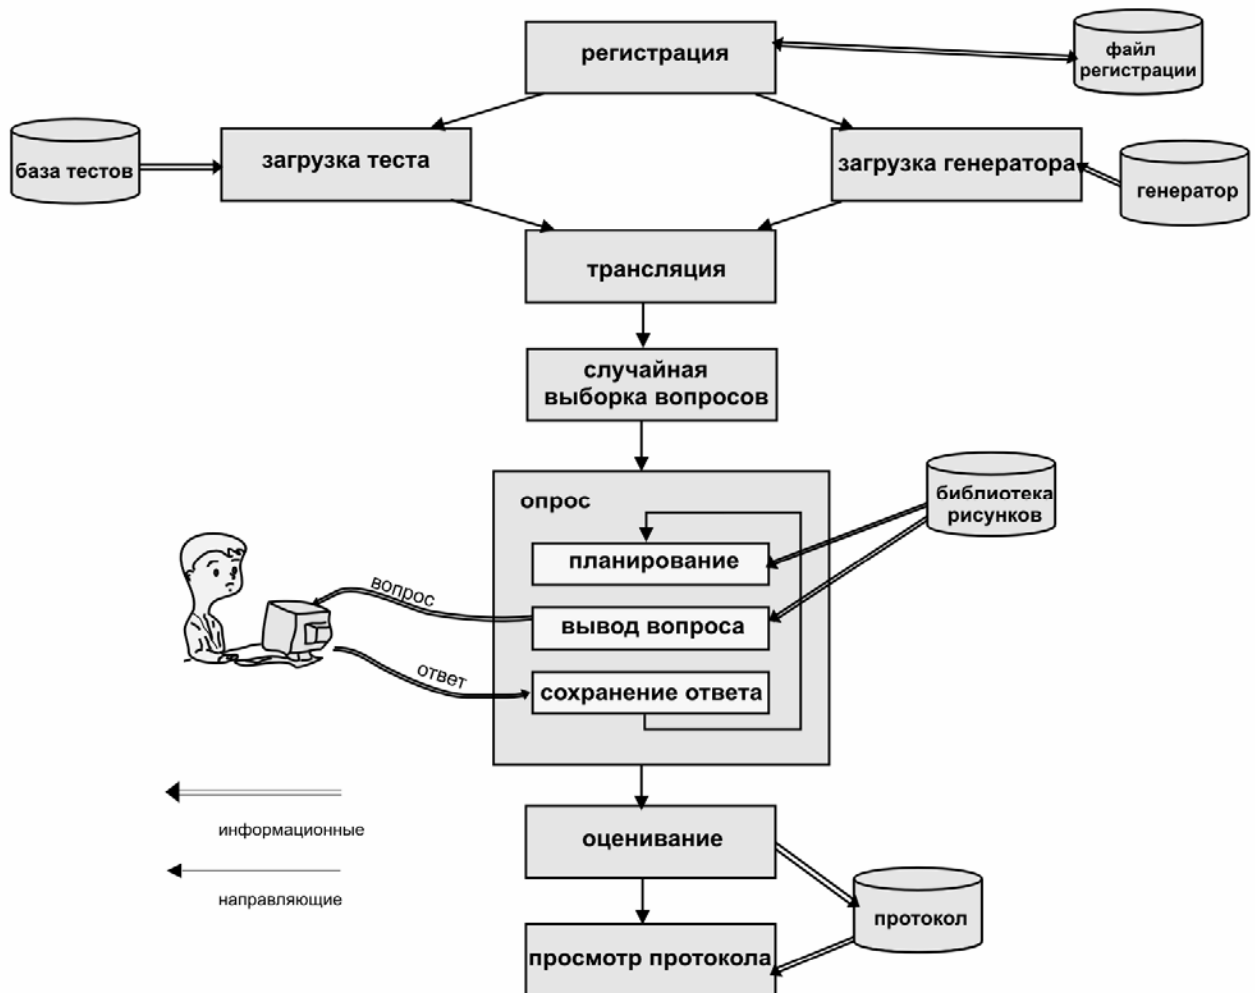 регистрация
файл
регистрации
база тестов
загрузка теста
загрузка генератора
генератор
трансляция
случайная
выборка вопросов
опрос
библиотека
рисунков
планирование
вопрос
вывод вопроса
ответ
сохранение ответа
информационные
оценивание
направляющие
протокол
просмотр протокола